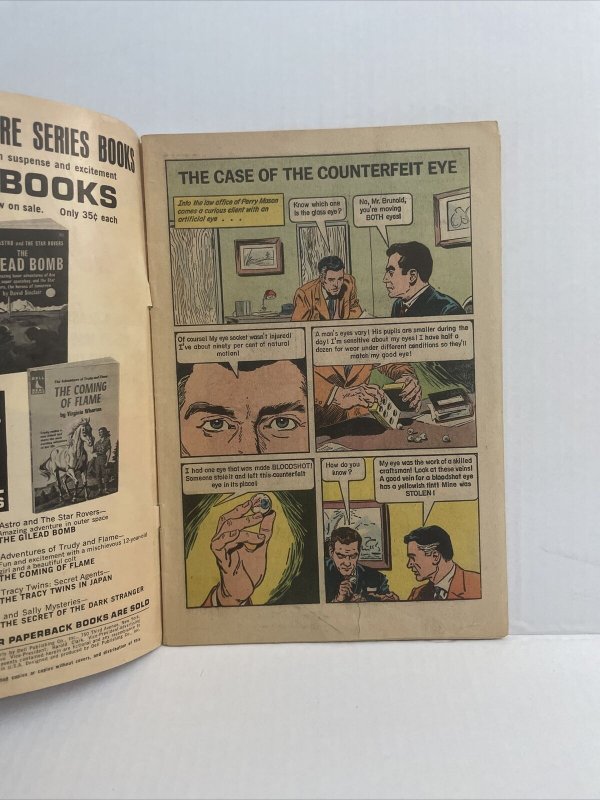 RE SERIES BOOKS
n suspense and excitement
BOOKS
w on sale. Only 35¢ each
ASTRO and THE STAR ROVERS
THE
EAD BOMB
by David Sinclair
The Adventures of Trudy and Flame
THE COMING
OF FLAME
by Virginia Wharton
S
Astro and The Star Rovers—
Amazing adventure in outer space
THE GILEAD BOMB
Adventures of Trudy and Flame—
Fun and excitement with a mischievous 12-year-old
girl and a beautiful colt
THE COMING OF FLAME
Tracy Twins: Secret Agents—
THE TRACY TWINS IN JAPAN
and Sally Mysteries—
THE SECRET OF THE DARK STRANGER
R PAPERBACK BOOKS ARE SOLD
THE CASE OF THE COUNTERFEIT EYE
Into the law office of Perry Mason
comes a curious client with an
artificial eye . . .
Know which one
is the glass eye?
No, Mr. Brunold,
you're moving
BOTH eyes!
Of course! My eye socket wasn't injured!
I've about ninety per cent of natural
motion!
A man's eyes vary! His pupils are smaller during the
day! I'm sensitive about my eyes! I have half a
dozen for wear under different conditions so they'll
match my good eye!
I had one eye that was made BLOODSHOT!
Someone stole it and left this counterfeit
eye in its place!
How do you
know?
My eye was the work of a skilled
craftsman! Look at these veins!
A good vein for a bloodshot eye
has a yellowish tint! Mine was
STOLEN!